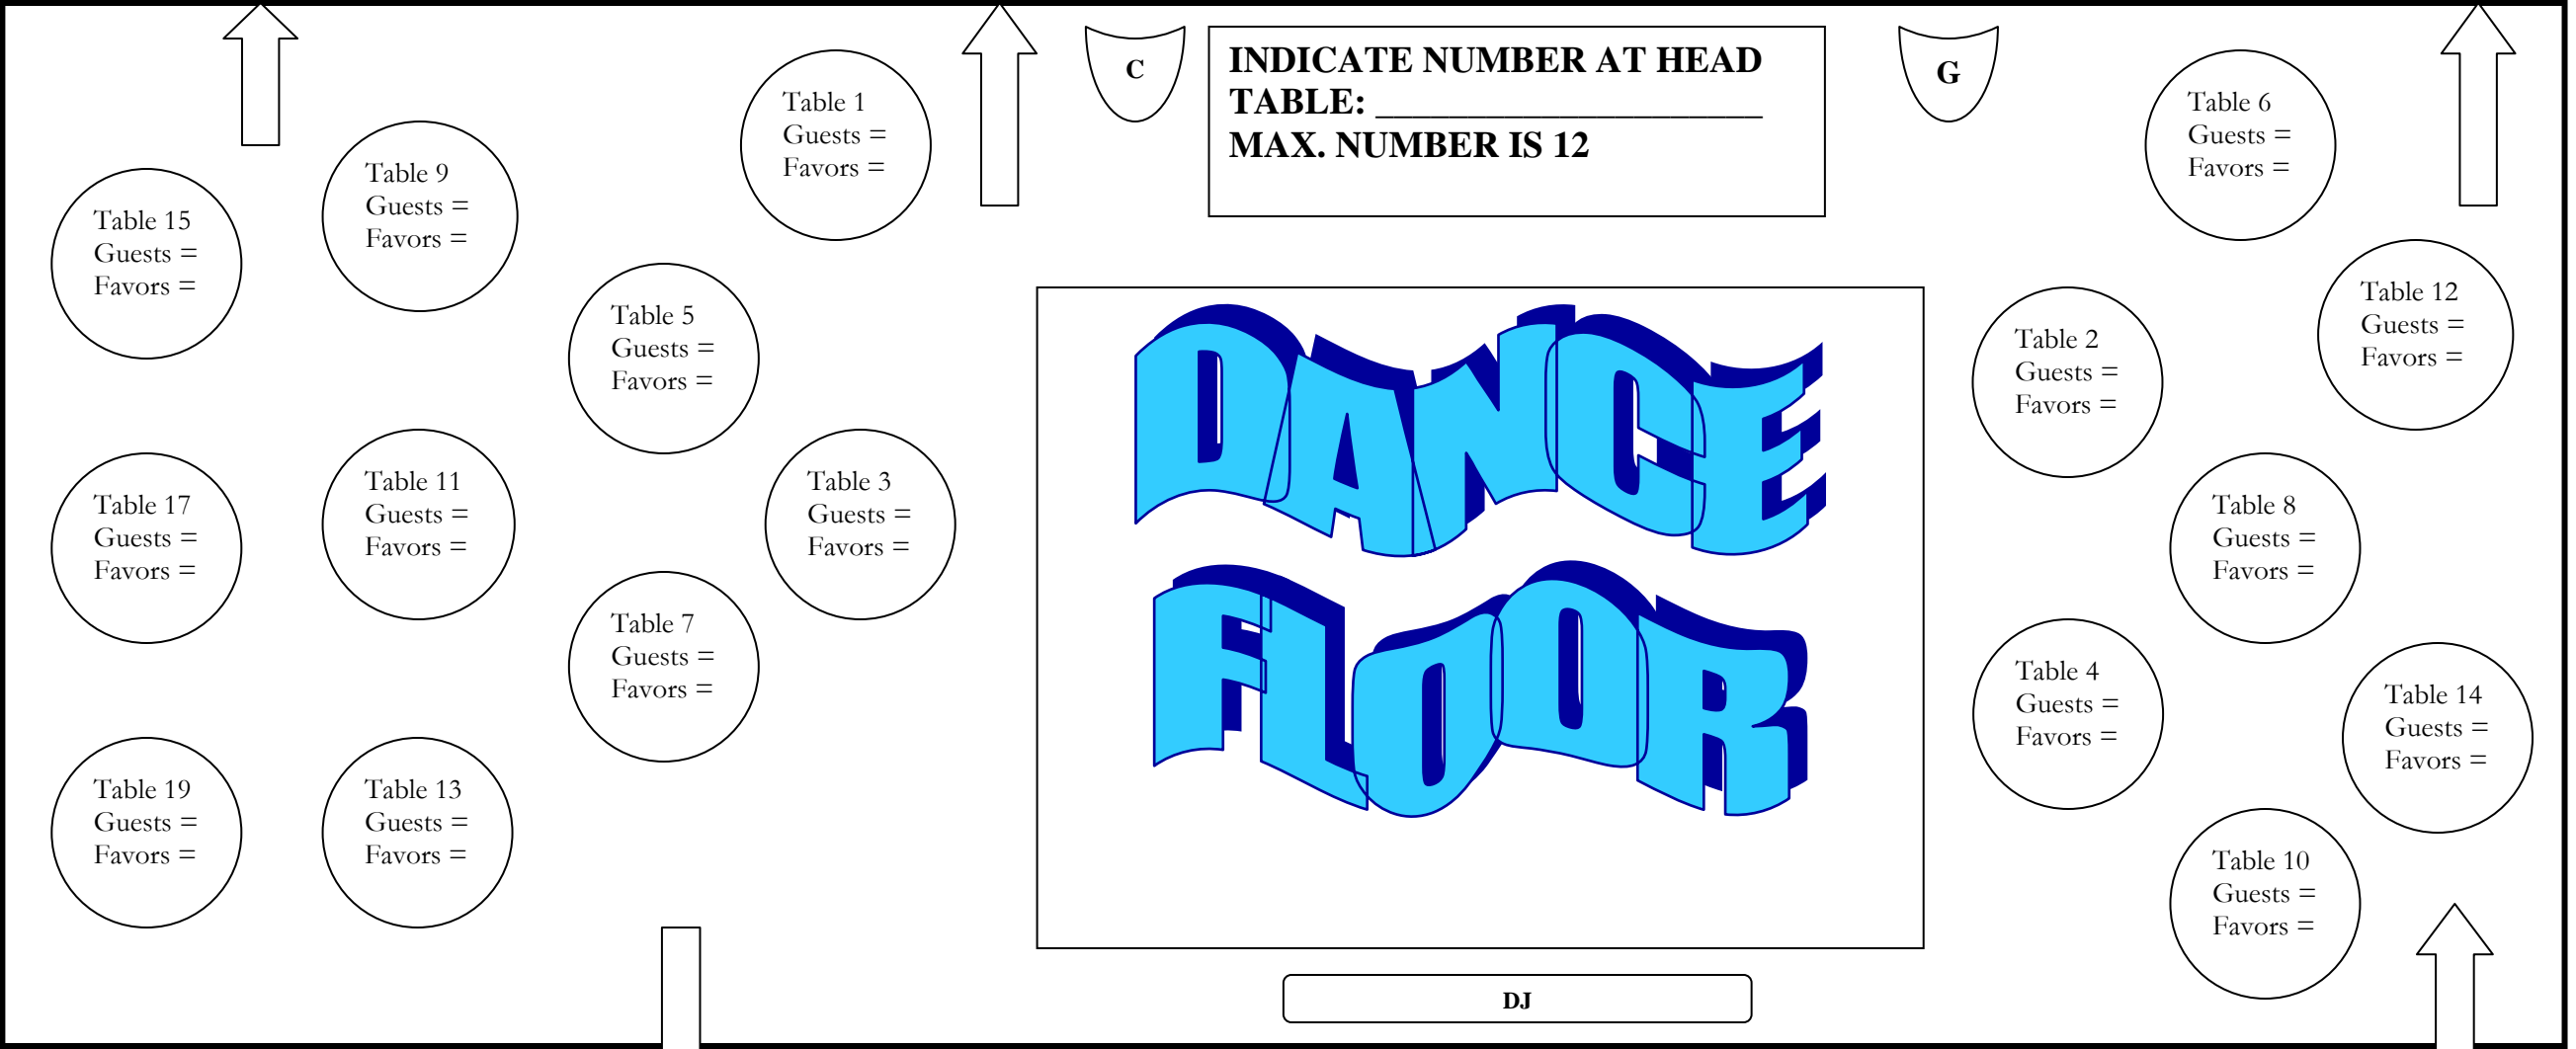 C
INDICATE NUMBER AT HEAD
TABLE: _____________________
MAX. NUMBER IS 12
G
Table 1
Guests =
Favors =
Table 6
Guests =
Favors =
Table 9
Guests =
Favors =
Table 15
Guests =
Favors =
Table 5
Guests =
Favors =
Table 12
Guests =
Favors =
Table 2
Guests =
Favors =
DANCE
FLOOR
Table 11
Guests =
Favors =
Table 3
Guests =
Favors =
Table 17
Guests =
Favors =
Table 8
Guests =
Favors =
Table 7
Guests =
Favors =
Table 4
Guests =
Favors =
Table 14
Guests =
Favors =
Table 19
Guests =
Favors =
Table 13
Guests =
Favors =
Table 10
Guests =
Favors =
DJ